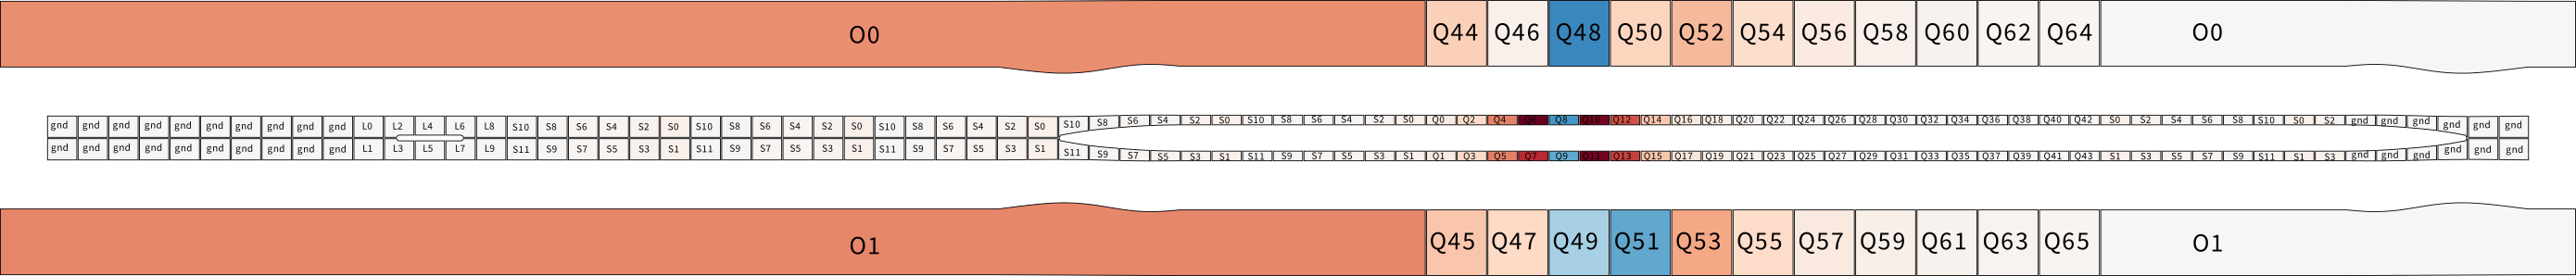 O0 Q44 Q46 Q48 Q50 Q52 Q54 Q56 Q58 Q60 Q62 Q64 O0
gnd gnd gnd gnd gnd gnd gnd gnd gnd gnd L0 L2 L4 L6 L8 S10 S8 S6 S4 S2 S0 S10 S8 S6 S4 S2 S0 S10 S8 S6 S4 S2 S0 S10 S8 S6 S4 S2 S0 S10 S8 S6 S4 S2 S0 Q0 Q2 Q4 Q6 Q8 Q10 Q12 Q14 Q16 Q18 Q20 Q22 Q24 Q26 Q28 Q30 Q32 Q34 Q36 Q38 Q40 Q42 S0 S2 S4 S6 S8 S10 S0 S2 gnd gnd gnd gnd gnd gnd
gnd gnd gnd gnd gnd gnd gnd gnd gnd gnd L1 L3 L5 L7 L9 S11 S9 S7 S5 S3 S1 S11 S9 S7 S5 S3 S1 S11 S9 S7 S5 S3 S1 S11 S9 S7 S5 S3 S1 S11 S9 S7 S5 S3 S1 Q1 Q3 Q5 Q7 Q9 Q11 Q13 Q15 Q17 Q19 Q21 Q23 Q25 Q27 Q29 Q31 Q33 Q35 Q37 Q39 Q41 Q43 S1 S3 S5 S7 S9 S11 S1 S3 gnd gnd gnd gnd gnd gnd
O1 Q45 Q47 Q49 Q51 Q53 Q55 Q57 Q59 Q61 Q63 Q65 O1